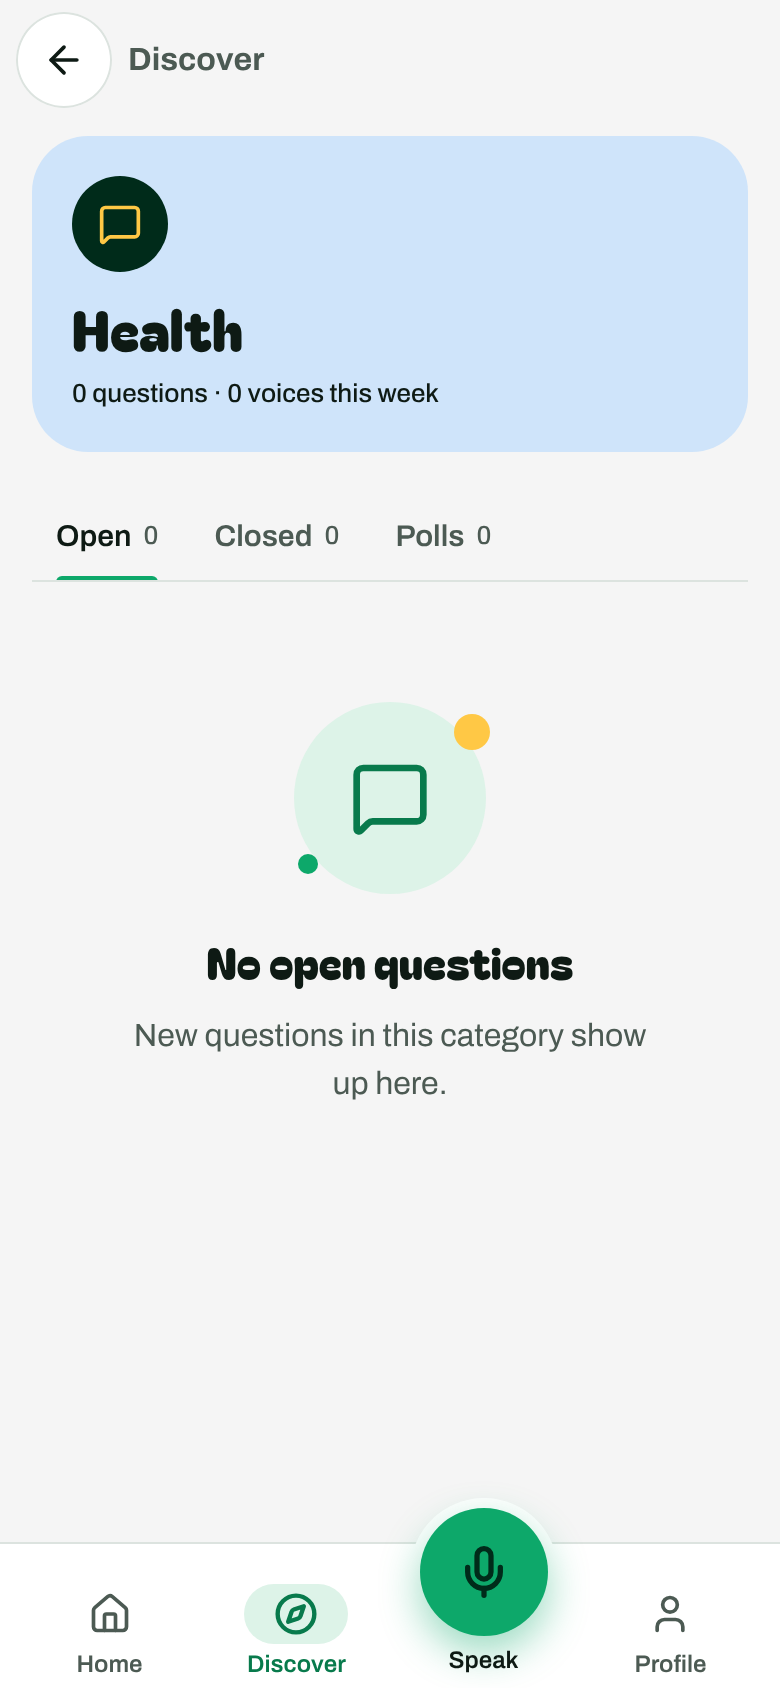 Discover
Health
0 questions · 0 voices this week
Open 0 Closed 0 Polls 0
No open questions
New questions in this category show
up here.
Home Discover Speak Profile